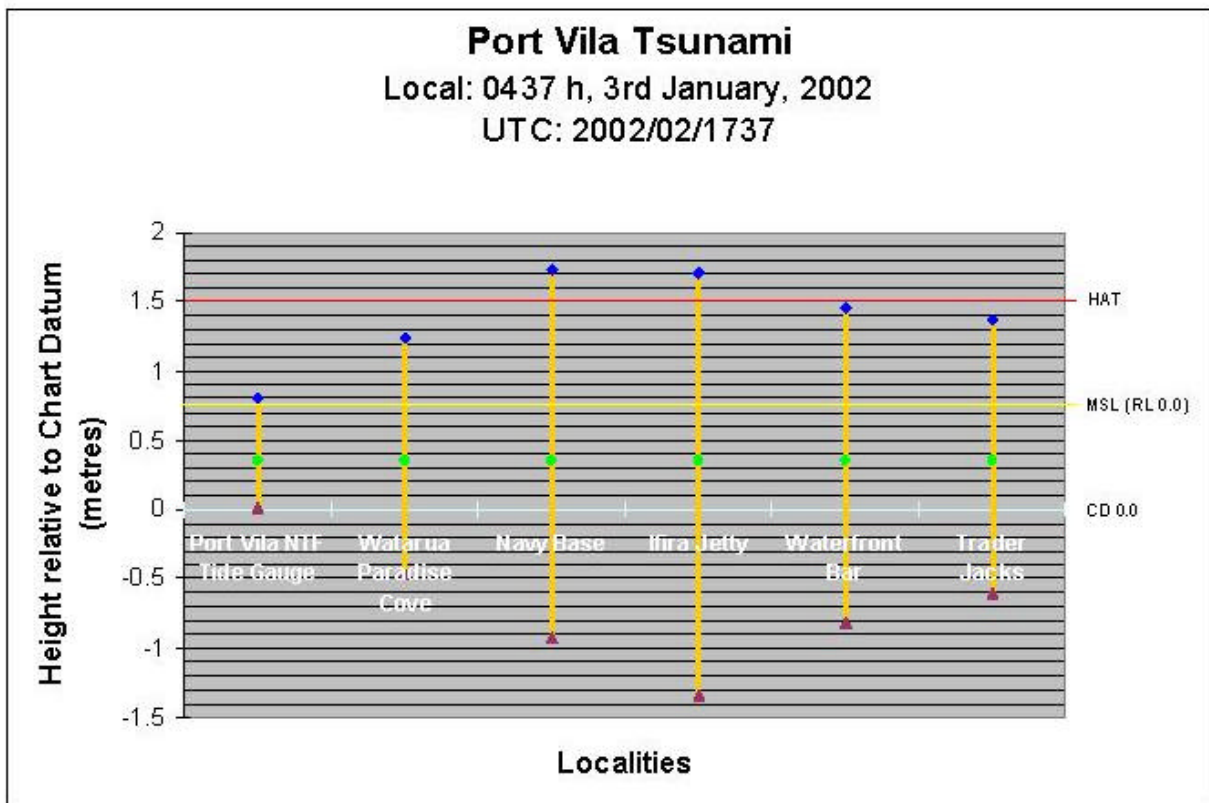 Port Vila Tsunami
Local: 0437 h, 3rd January, 2002
UTC: 2002/02/1737
Height relative to Chart Datum
(metres)
2
1.5
1
0.5
0
-0.5
-1
-1.5
HAT
MSL (RL 0.0)
CD 0.0
Port Vila NTF
Tide Gauge
Watarua
Paradise
Cove
Navy Base
Ifira Jetty
Waterfront
Bar
Trader
Jacks
Localities